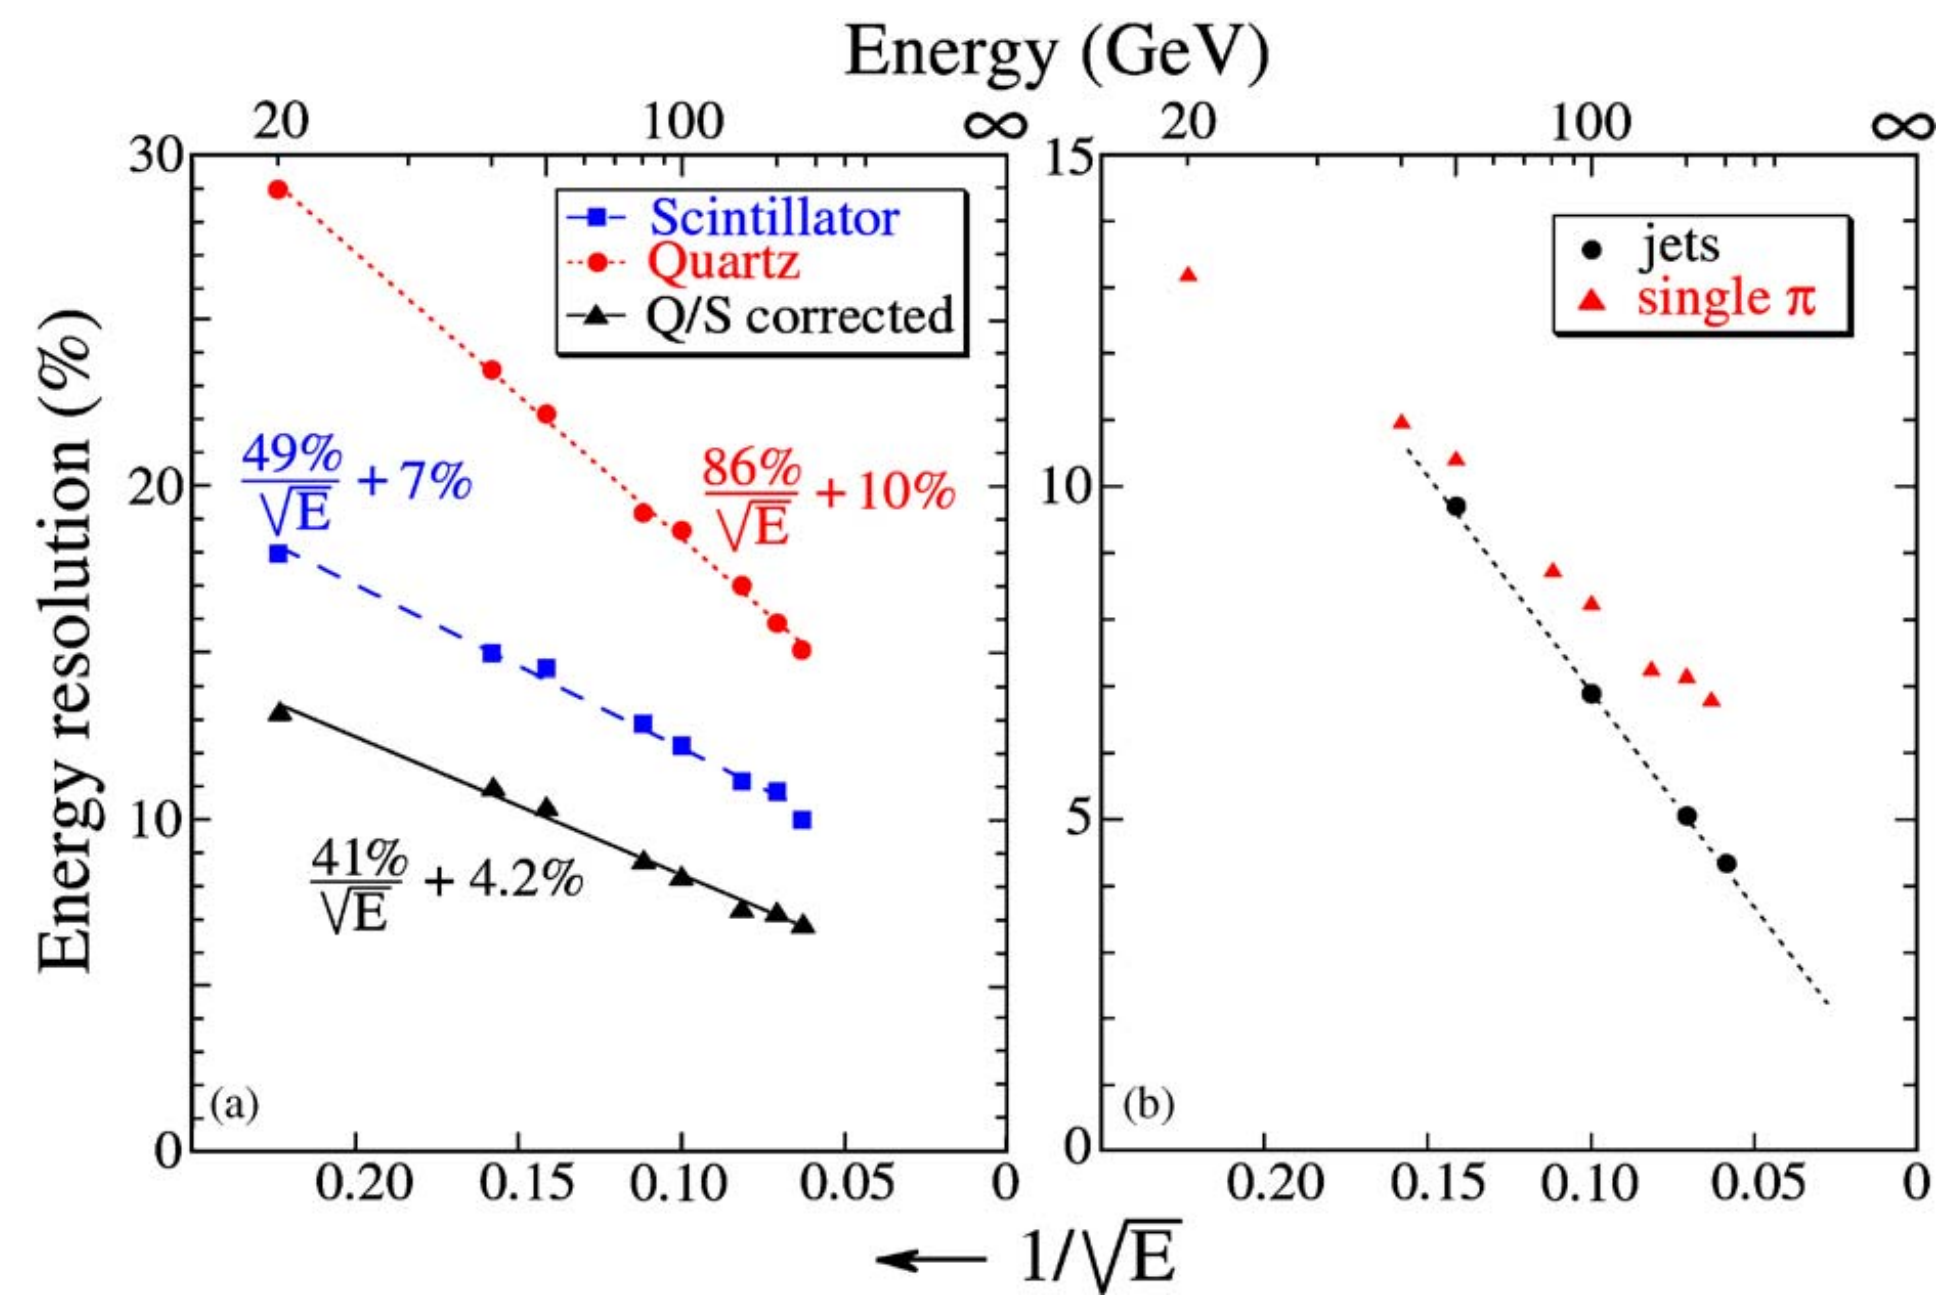 Energy (GeV)
20 100 ∞ 20 100 ∞
Energy resolution (%)
30
20
10
0
Scintillator
Quartz
Q/S corrected
49%/√E + 7%
86%/√E + 10%
41%/√E + 4.2%
(a)
0.20 0.15 0.10 0.05 0
15
10
5
0
jets
single π
(b)
0.20 0.15 0.10 0.05 0
← 1/√E